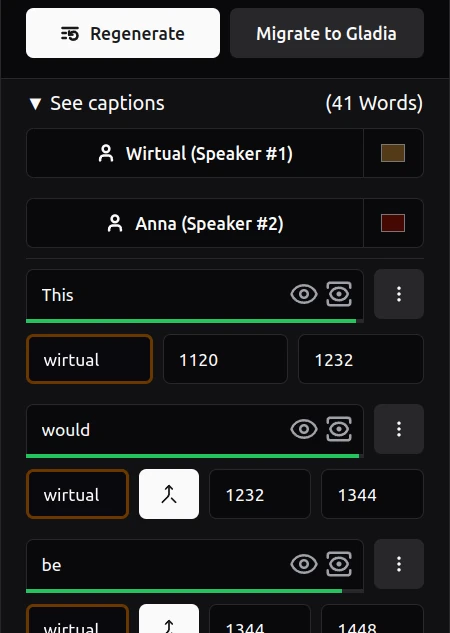 Regenerate Migrate to Gladia
▼ See captions (41 Words)
Wirtual (Speaker #1)
Anna (Speaker #2)
This
wirtual 1120 1232
would
wirtual 1232 1344
be
wirtual 1344 1448